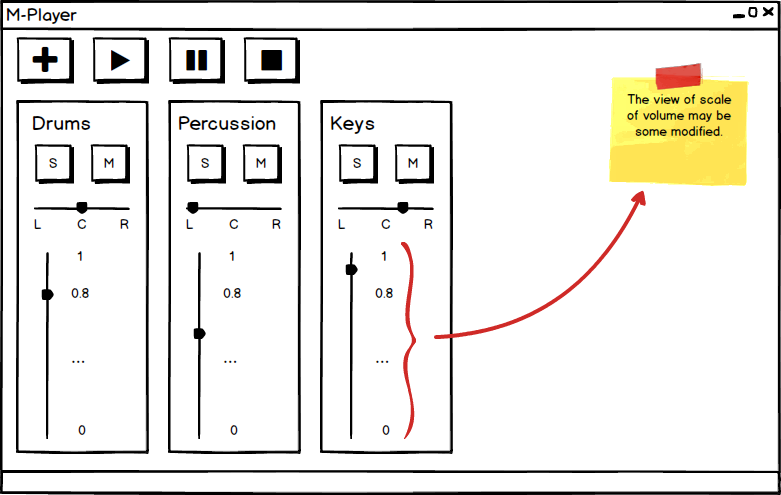 M-Player
Drums
S M
L C R
1
0.8
...
0
Percussion
S M
L C R
1
0.8
...
0
Keys
S M
L C R
1
0.8
...
0
The view of scale
of volume may be
some modified.